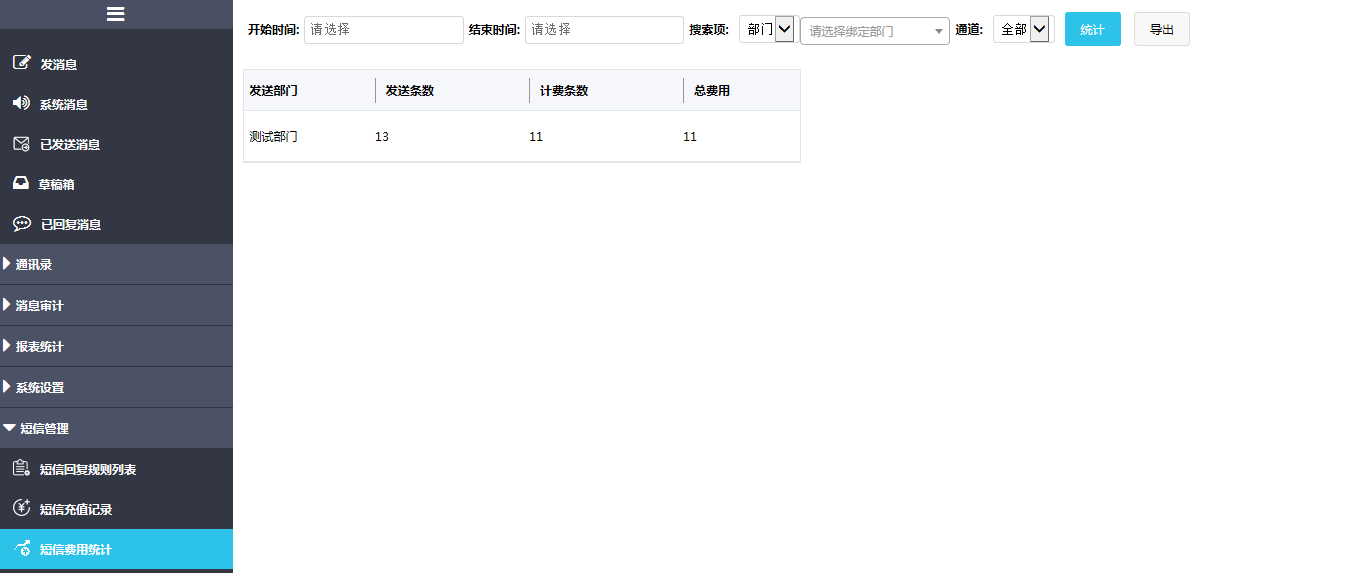 发消息
系统消息
已发送消息
草稿箱
已回复消息
通讯录
消息审计
报表统计
系统设置
短信管理
短信回复规则列表
短信充值记录
短信费用统计
开始时间: 请选择 结束时间: 请选择 搜索项: 部门 请选择绑定部门 通道: 全部 统计 导出
发送部门 发送条数 计费条数 总费用
测试部门 13 11 11